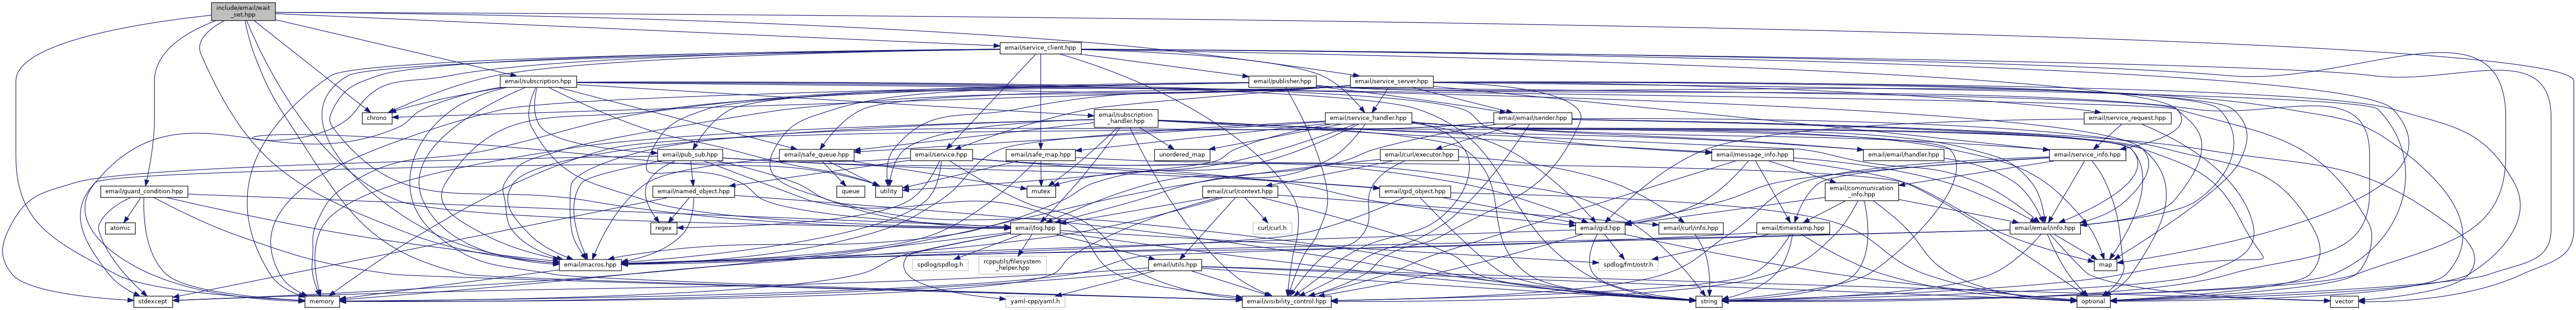 include/email/wait
_set.hpp
email/service_client.hpp
email/subscription.hpp
email/publisher.hpp
email/service_server.hpp
chrono
email/subscription
_handler.hpp
email/service_handler.hpp
email/email/sender.hpp
email/service_request.hpp
email/pub_sub.hpp
email/safe_queue.hpp
email/service.hpp
email/safe_map.hpp
unordered_map
email/curl/executor.hpp
email/message_info.hpp
email/email/handler.hpp
email/service_info.hpp
email/guard_condition.hpp
email/named_object.hpp
queue
utility
mutex
email/curl/context.hpp
email/gid_object.hpp
email/communication
_info.hpp
atomic
regex
email/log.hpp
curl/curl.h
email/gid.hpp
email/curl/info.hpp
email/timestamp.hpp
email/email/info.hpp
email/macros.hpp
spdlog/spdlog.h
rcpputils/filesystem
_helper.hpp
email/utils.hpp
spdlog/fmt/ostr.h
map
stdexcept
memory
yaml-cpp/yaml.h
email/visibility_control.hpp
string
optional
vector